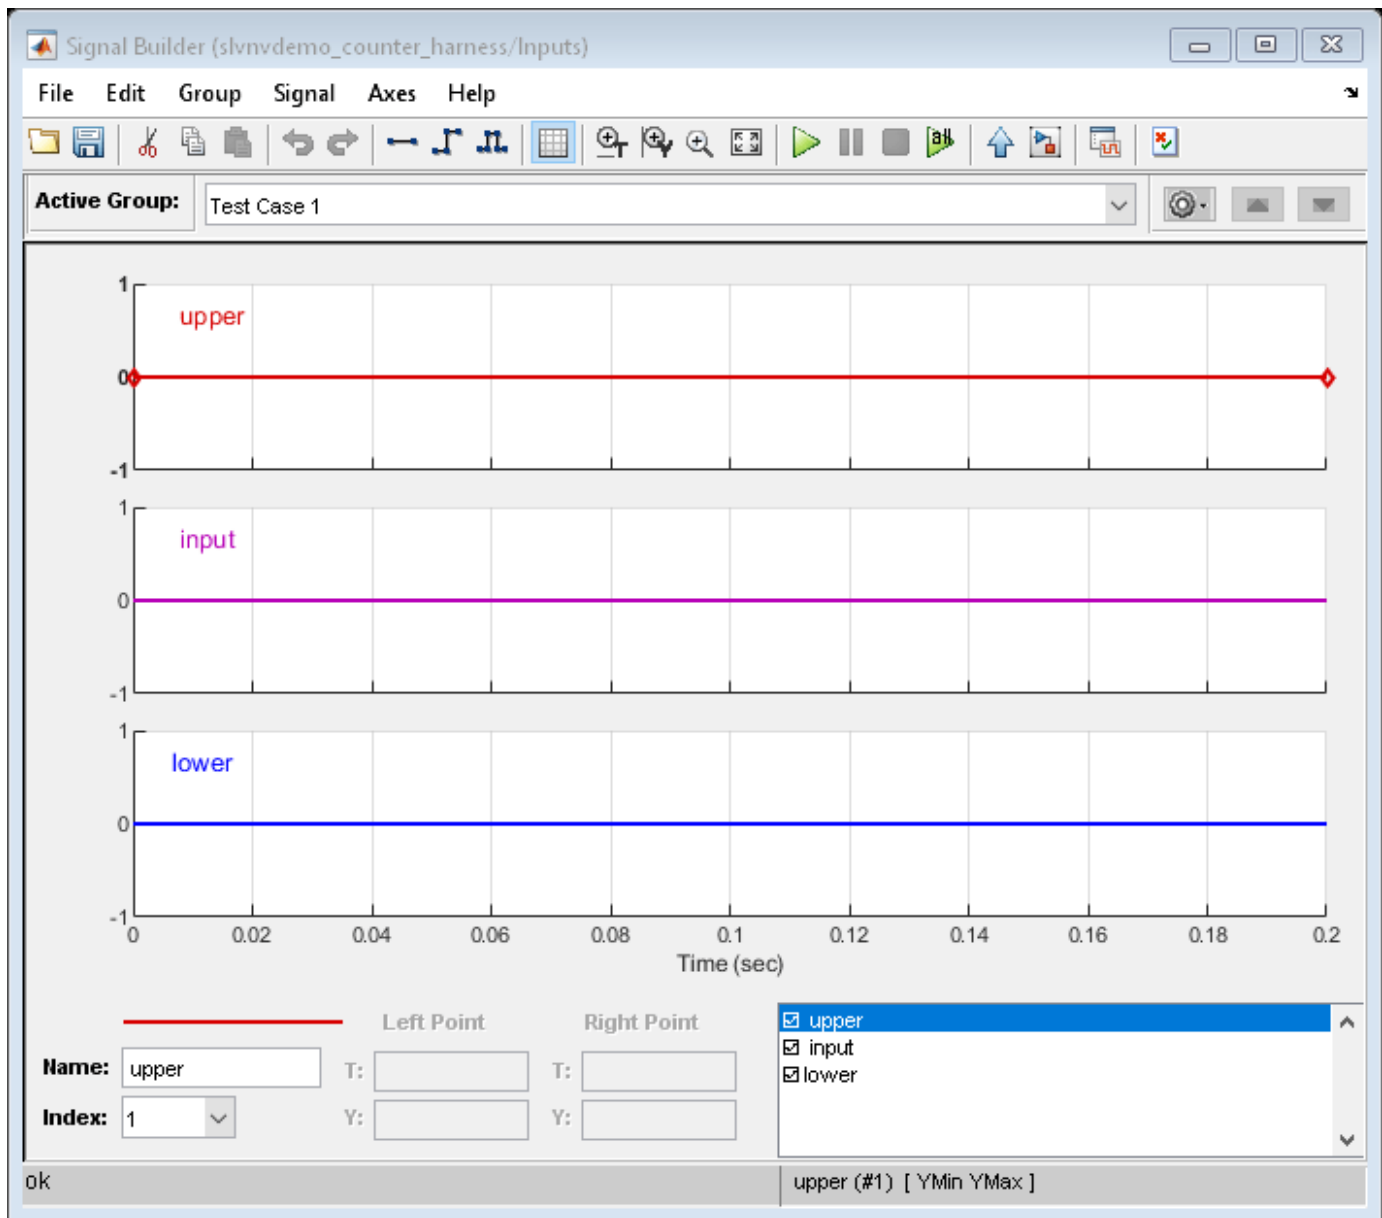 Signal Builder (slvnvdemo_counter_harness/Inputs)
File Edit Group Signal Axes Help
Active Group: Test Case 1
1
upper
0
-1
1
input
0
-1
1
lower
0
-1
0 0.02 0.04 0.06 0.08 0.1 0.12 0.14 0.16 0.18 0.2
Time (sec)
Left Point Right Point
Name: upper T: T:
Index: 1 Y: Y:
upper
input
lower
ok
upper (#1) [ YMin YMax ]